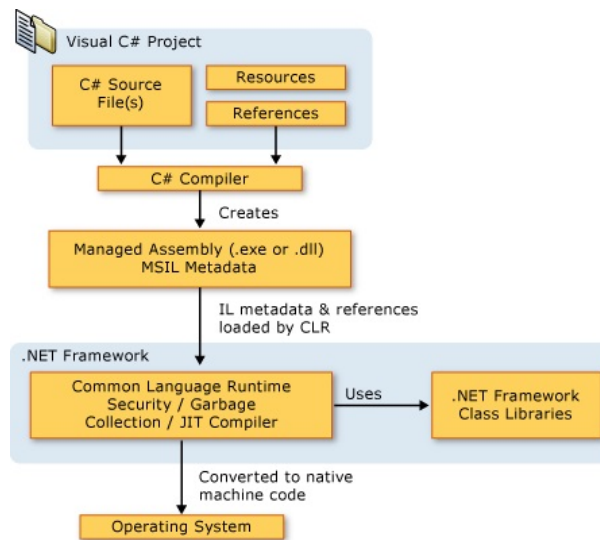 Visual C# Project
C# Source
File(s)
Resources
References
C# Compiler
Creates
Managed Assembly (.exe or .dll)
MSIL Metadata
IL metadata & references
loaded by CLR
.NET Framework
Common Language Runtime
Security / Garbage
Collection / JIT Compiler
Uses
.NET Framework
Class Libraries
Converted to native
machine code
Operating System